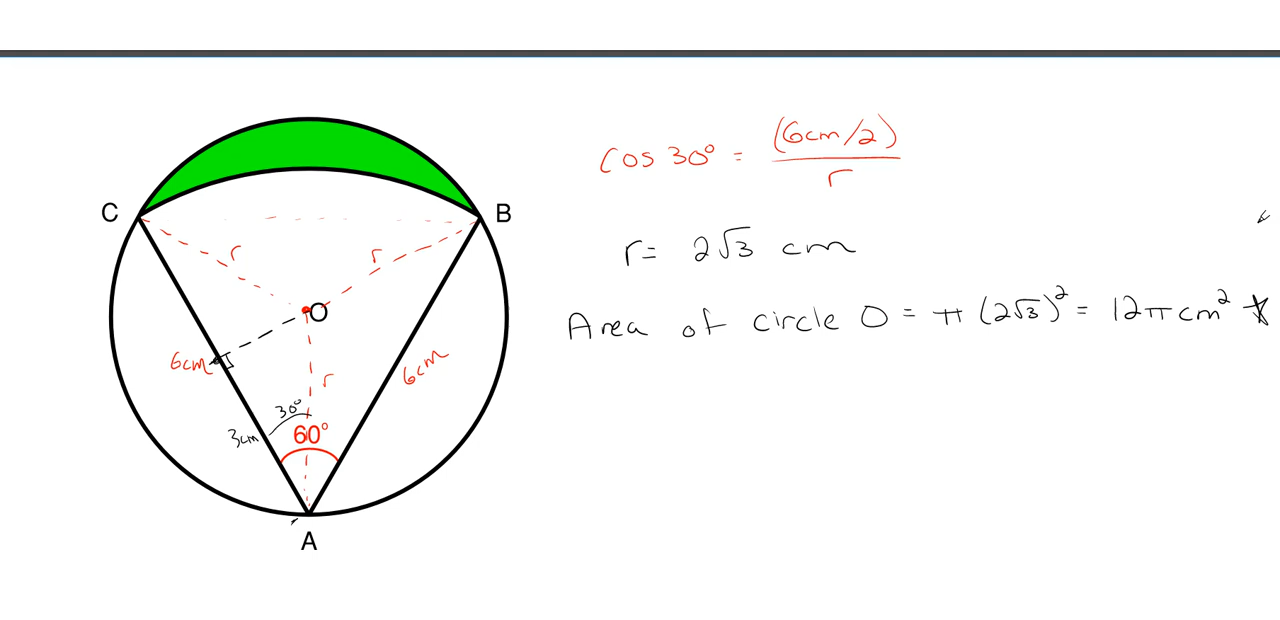 cos 30° = (6cm/2)
r
C
B
r
r
r = 2√3 cm
O
Area of circle O = π (2√3)² = 12π cm²
6cm
6cm
r
30°
3cm
60°
A